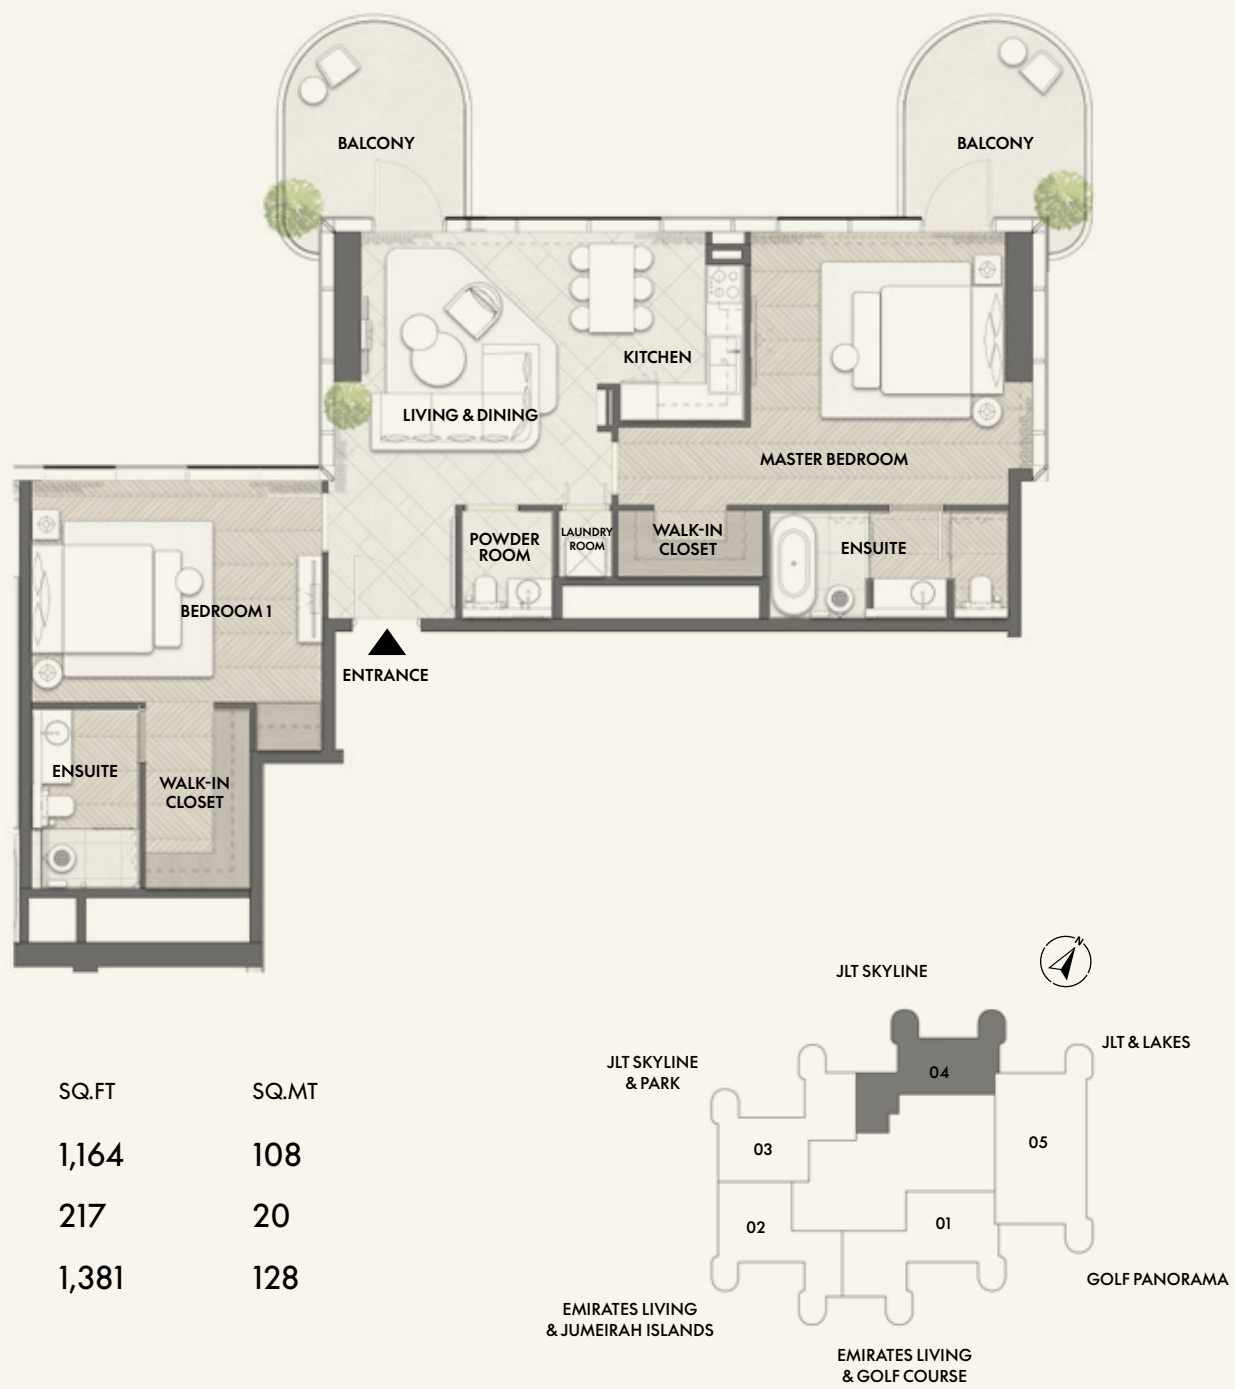 BALCONY
BALCONY
KITCHEN
LIVING & DINING
MASTER BEDROOM
POWDER
ROOM
LAUNDRY
ROOM
WALK-IN
CLOSET
ENSUITE
BEDROOM 1
ENTRANCE
ENSUITE
WALK-IN
CLOSET
N
JLT SKYLINE
JLT & LAKES
JLT SKYLINE
& PARK
04
03
05
02
01
GOLF PANORAMA
EMIRATES LIVING
& JUMEIRAH ISLANDS
EMIRATES LIVING
& GOLF COURSE
SQ.FT SQ.MT
1,164 108
217 20
1,381 128